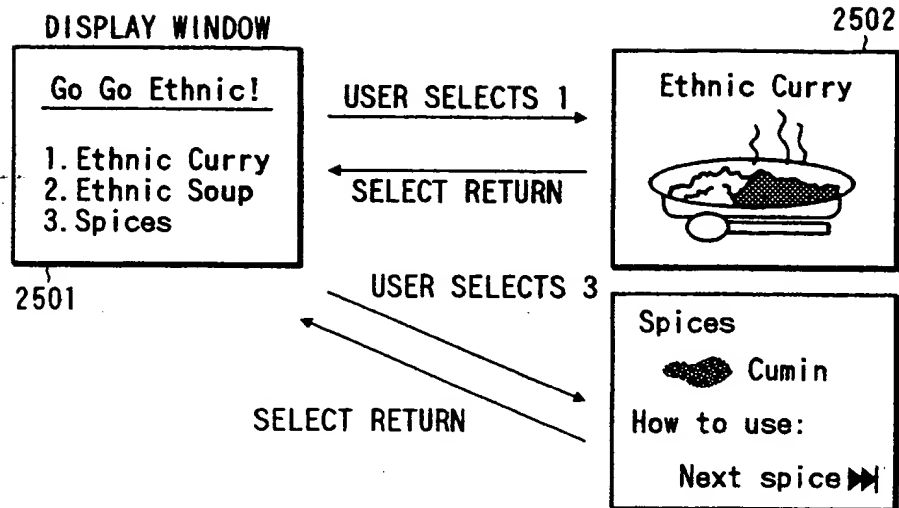 DISPLAY WINDOW
Go Go Ethnic!
1. Ethnic Curry
2. Ethnic Soup
3. Spices
2501
USER SELECTS 1
SELECT RETURN
2502
Ethnic Curry
USER SELECTS 3
SELECT RETURN
Spices
Cumin
How to use:
Next spice